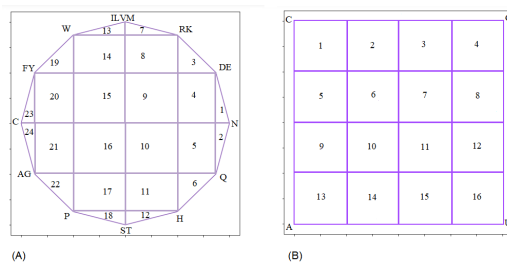 ILVM
W 13 7 RK
14 8
FY 19 3 DE
20 15 9 4
23 1
C N
24 2
21 16 10 5
AG 22 6 Q
17 11
P 18 12 H
ST
(A)
C
1 2 3 4
5 6 7 8
9 10 11 12
13 14 15 16
A
(B)